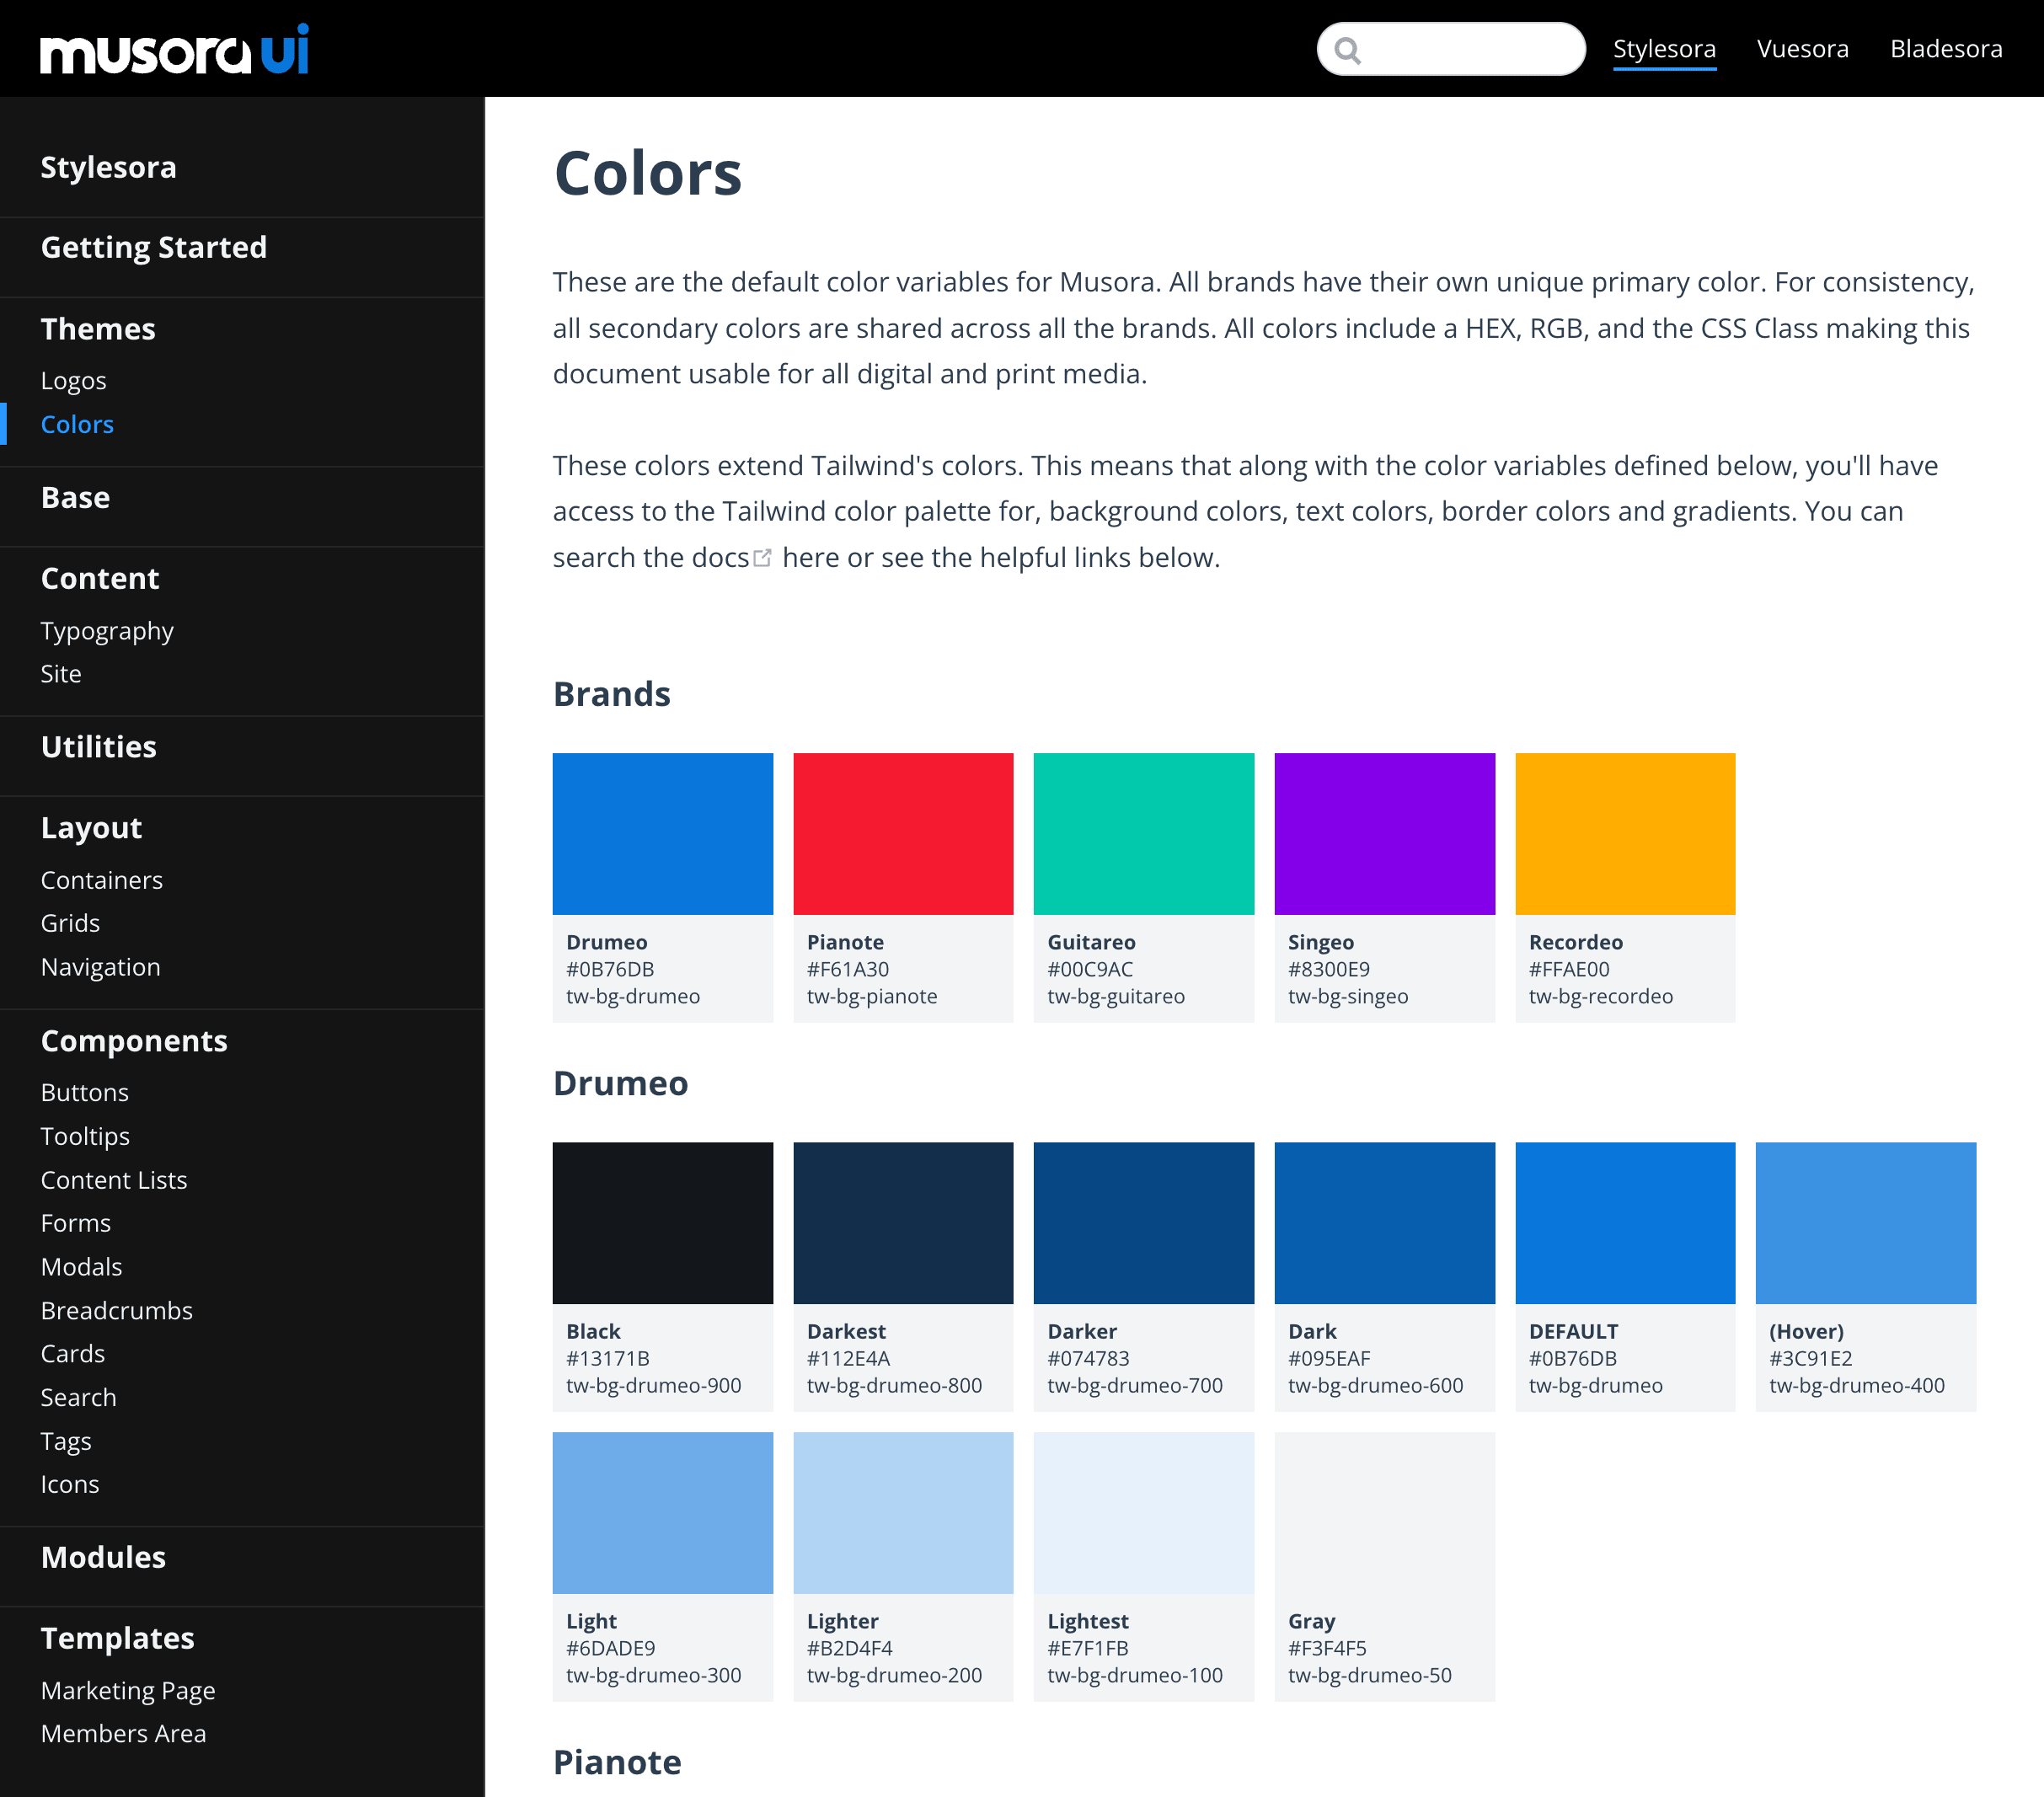 musora ui
Stylesora
Vuesora
Bladesora
Stylesora
Getting Started
Themes
Logos
Colors
Base
Content
Typography
Site
Utilities
Layout
Containers
Grids
Navigation
Components
Buttons
Tooltips
Content Lists
Forms
Modals
Breadcrumbs
Cards
Search
Tags
Icons
Modules
Templates
Marketing Page
Members Area
Colors
These are the default color variables for Musora. All brands have their own unique primary color. For consistency,
all secondary colors are shared across all the brands. All colors include a HEX, RGB, and the CSS Class making this
document usable for all digital and print media.
These colors extend Tailwind's colors. This means that along with the color variables defined below, you'll have
access to the Tailwind color palette for, background colors, text colors, border colors and gradients. You can
search the docs here or see the helpful links below.
Brands
Drumeo
#0B76DB
tw-bg-drumeo
Pianote
#F61A30
tw-bg-pianote
Guitareo
#00C9AC
tw-bg-guitareo
Singeo
#8300E9
tw-bg-singeo
Recordeo
#FFAE00
tw-bg-recordeo
Drumeo
Black
#13171B
tw-bg-drumeo-900
Darkest
#112E4A
tw-bg-drumeo-800
Darker
#074783
tw-bg-drumeo-700
Dark
#095EAF
tw-bg-drumeo-600
DEFAULT
#0B76DB
tw-bg-drumeo
(Hover)
#3C91E2
tw-bg-drumeo-400
Light
#6DADE9
tw-bg-drumeo-300
Lighter
#B2D4F4
tw-bg-drumeo-200
Lightest
#E7F1FB
tw-bg-drumeo-100
Gray
#F3F4F5
tw-bg-drumeo-50
Pianote